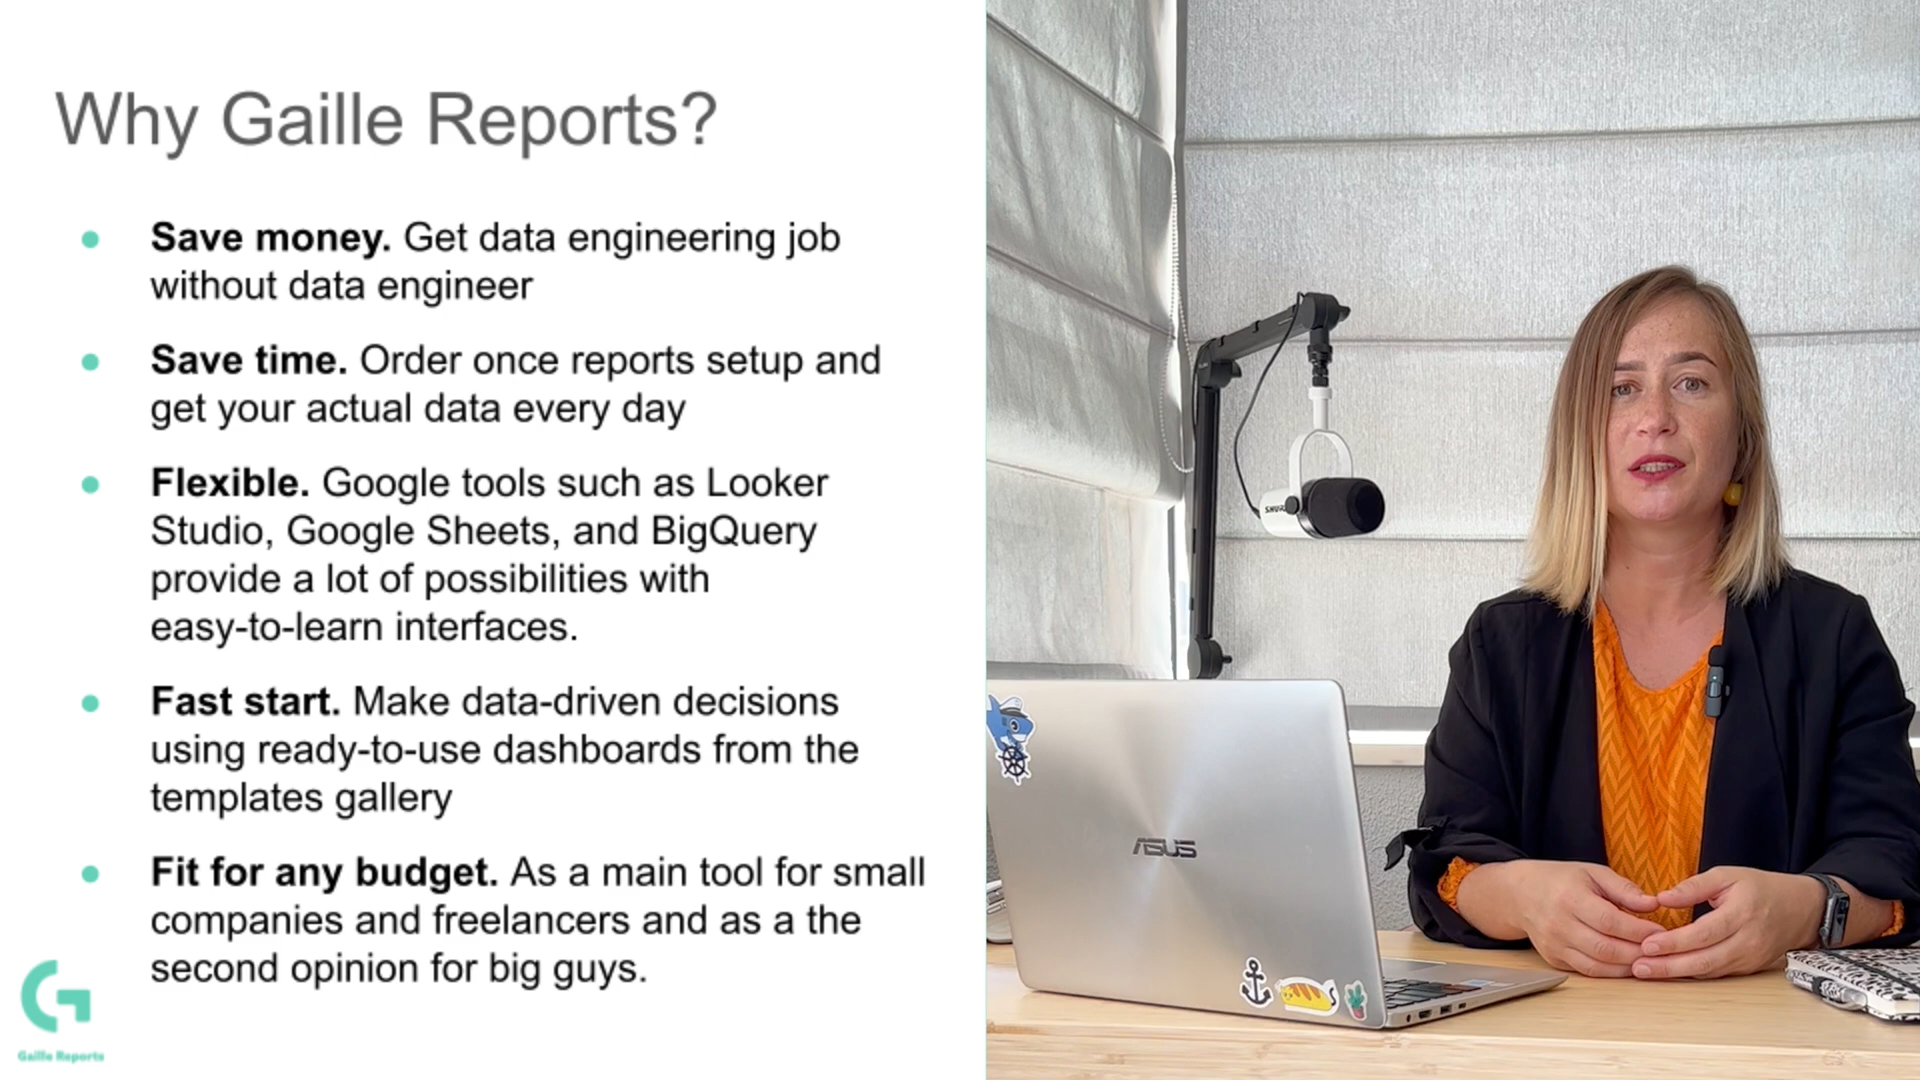 Why Gaille Reports?
Save money. Get data engineering job
without data engineer
Save time. Order once reports setup and
get your actual data every day
Flexible. Google tools such as Looker
Studio, Google Sheets, and BigQuery
provide a lot of possibilities with
easy-to-learn interfaces.
Fast start. Make data-driven decisions
using ready-to-use dashboards from the
templates gallery
Fit for any budget. As a main tool for small
companies and freelancers and as a the
second opinion for big guys.
Gaille Reports
SHURE
ASUS